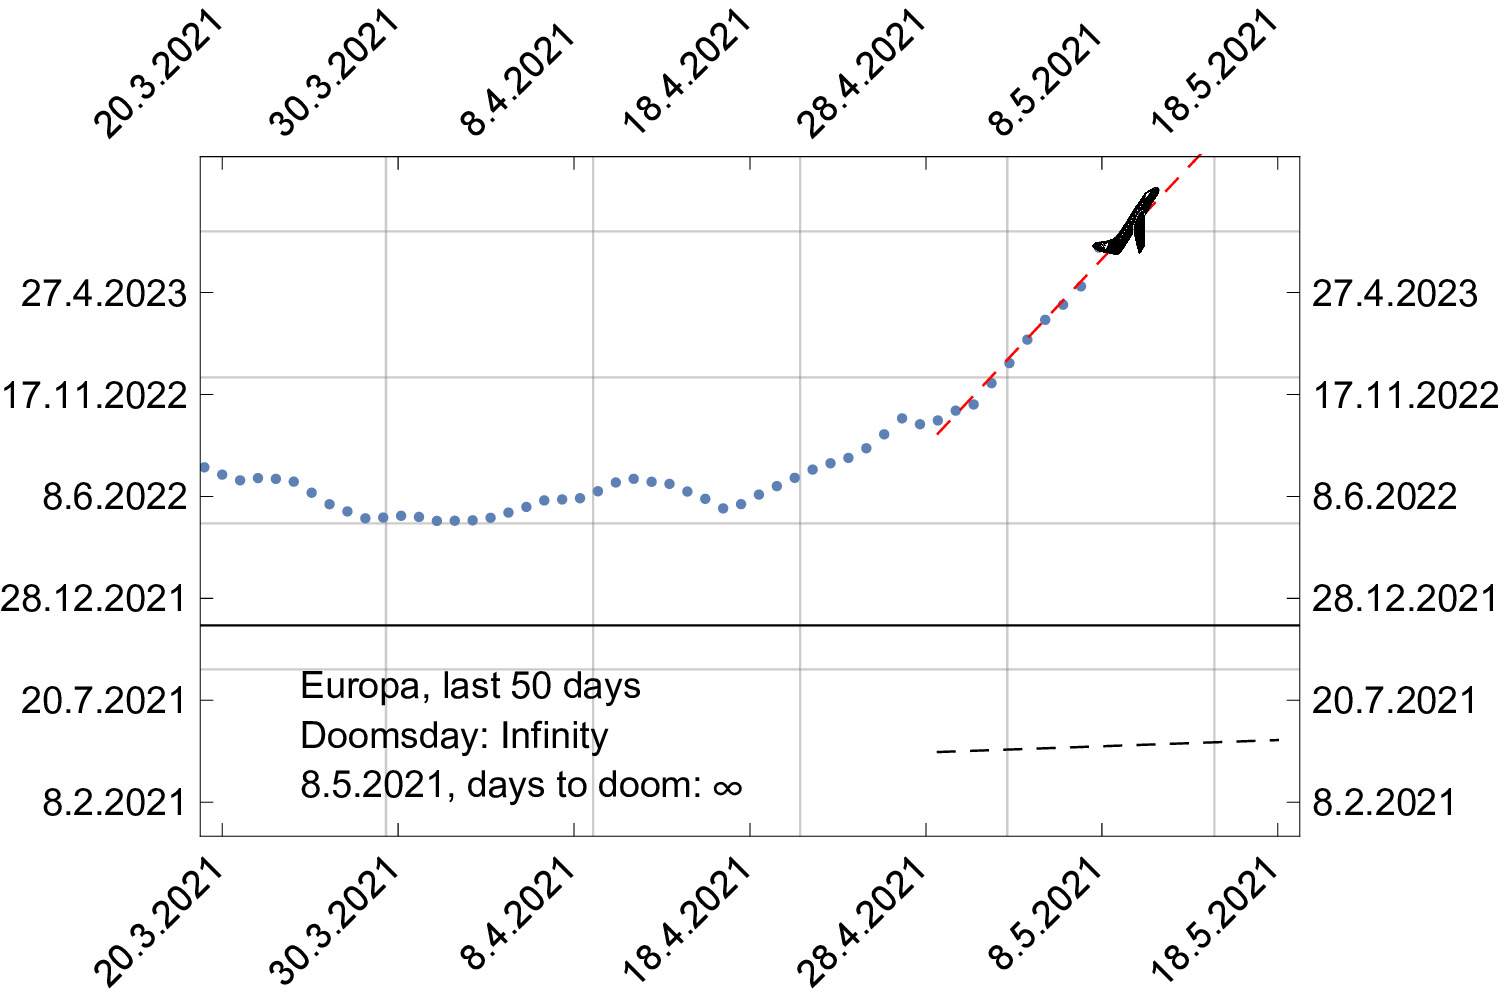 20.3.2021 30.3.2021 8.4.2021 18.4.2021 28.4.2021 8.5.2021 18.5.2021
27.4.2023 27.4.2023
17.11.2022 17.11.2022
8.6.2022 8.6.2022
28.12.2021 28.12.2021
Europa, last 50 days
20.7.2021 20.7.2021
Doomsday: Infinity
8.5.2021, days to doom: ∞
8.2.2021 8.2.2021
20.3.2021 30.3.2021 8.4.2021 18.4.2021 28.4.2021 8.5.2021 18.5.2021